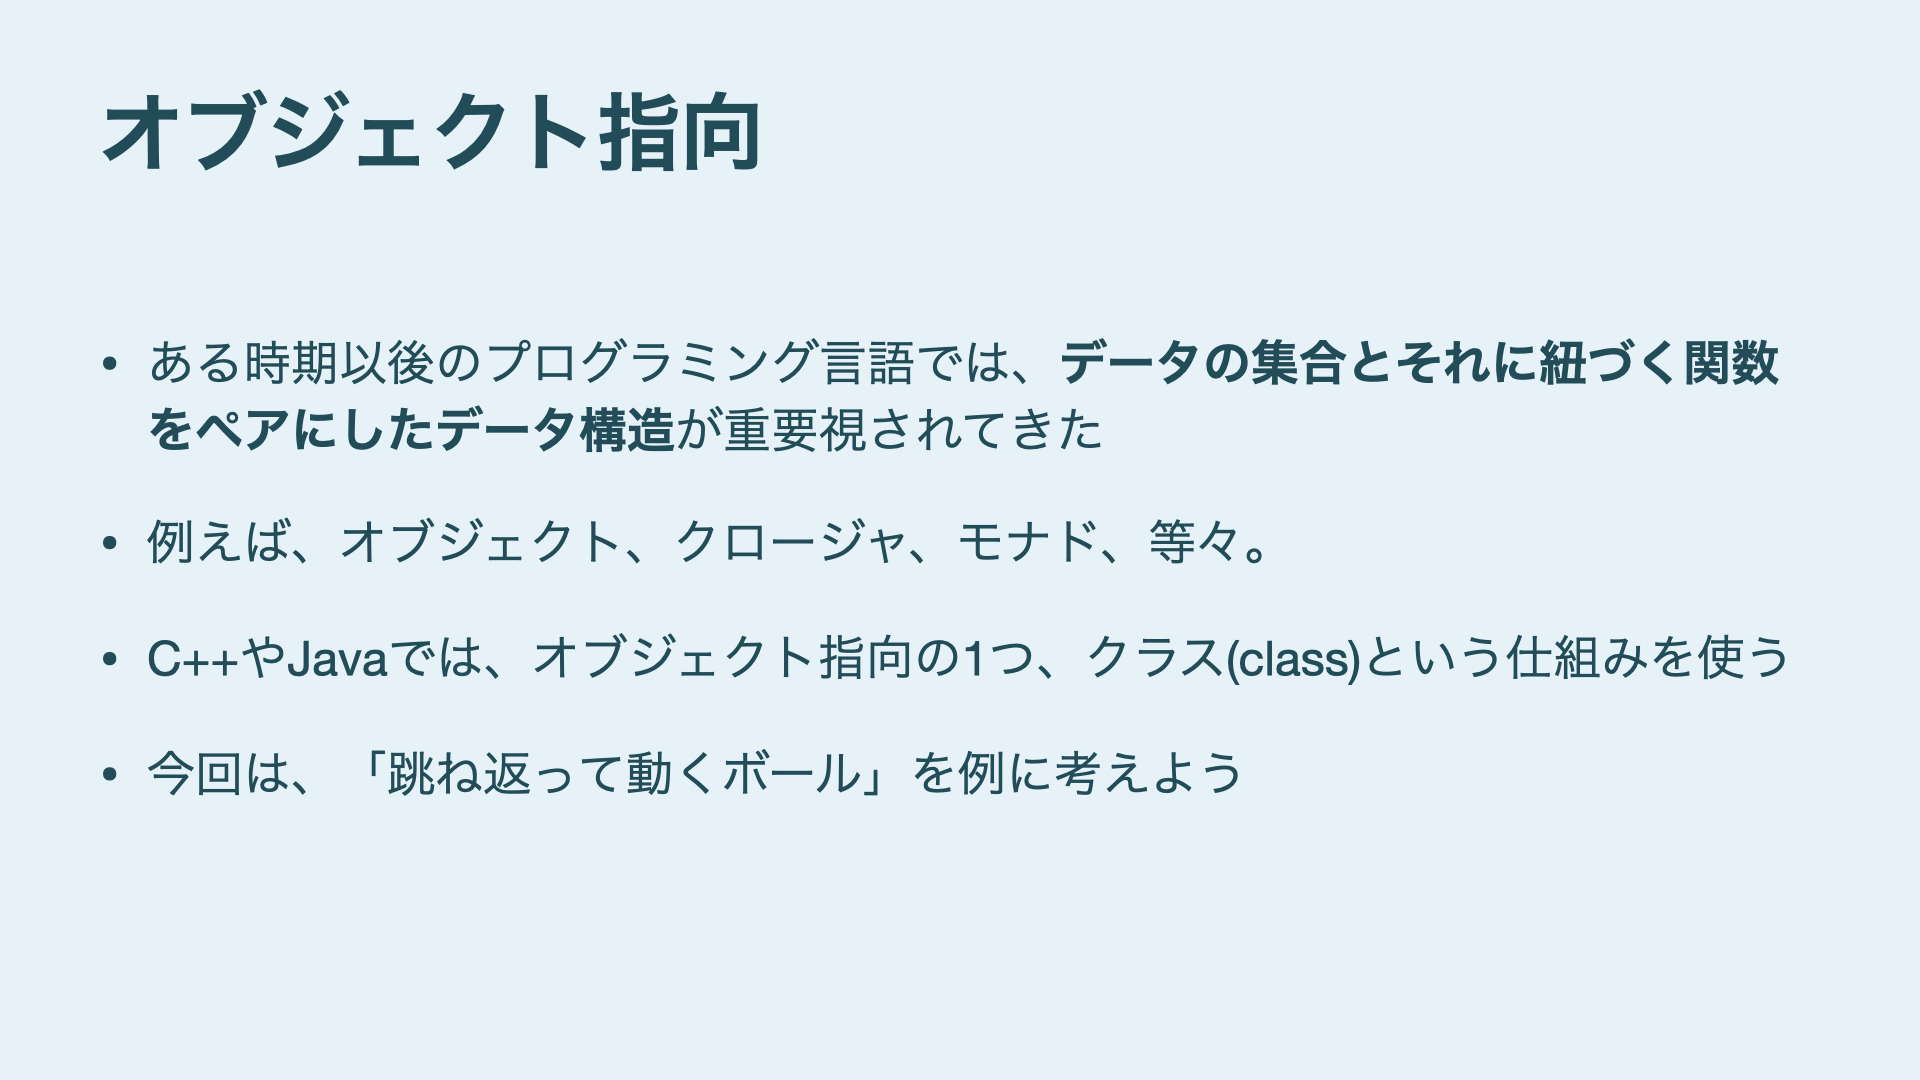 オブジェクト指向
• ある時期以後のプログラミング言語では、データの集合とそれに紐づく関数
をペアにしたデータ構造が重要視されてきた
• 例えば、オブジェクト、クロージャ、モナド、等々。
• C++やJavaでは、オブジェクト指向の1つ、クラス(class)という仕組みを使う
• 今回は、「跳ね返って動くボール」を例に考えよう